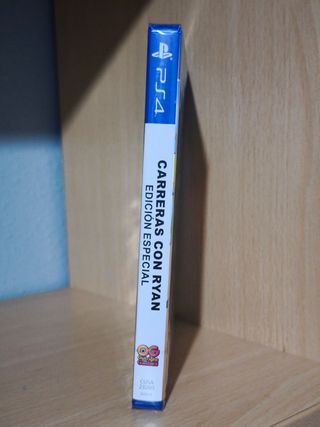 PS4
CARRERAS CON RYAN
EDICIÓN ESPECIAL